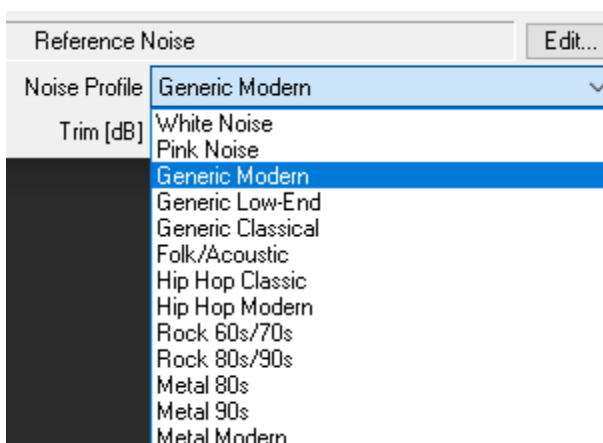 Reference Noise Edit...
Noise Profile Generic Modern
Trim [dB] White Noise
Pink Noise
Generic Modern
Generic Low-End
Generic Classical
Folk/Acoustic
Hip Hop Classic
Hip Hop Modern
Rock 60s/70s
Rock 80s/90s
Metal 80s
Metal 90s
Metal Modern